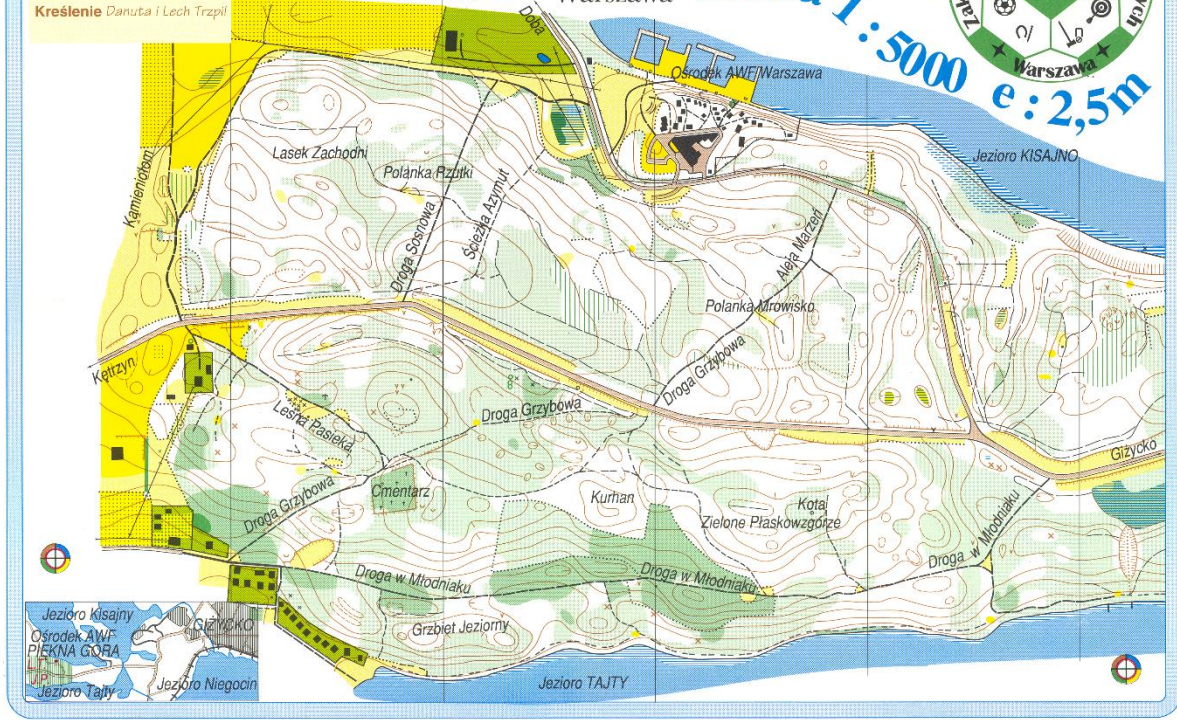 Kreślenie Danuta i Lech Trzpil
Warszawa
1 : 5000 e : 2,5m
Warszawa
Doba
Ośrodek AWF Warszawa
Jezioro KISAJNO
Lasek Zachodni
Polanka Rzutki
Kamieniołom
Droga Sosnowa
Ścieżka Azymut
Aleja Marzeń
Polanka Mrowisko
Kętrzyn
Droga Grzybowa
Leśna Pasieka
Droga Grzybowa
Giżycko
Cmentarz
Kurhan
Kota
Zielone Płaskowzgórze
Droga Grzybowa
Droga w Młodniaku
Droga w Młodniaku
Droga w Młodniaku
Grzbiet Jeziorny
Jezioro TAJTY
Jezioro Kisajny
GIŻYCKO
Ośrodek AWF
PIĘKNA GÓRA
Jezioro Tajty
Jezioro Niegocin